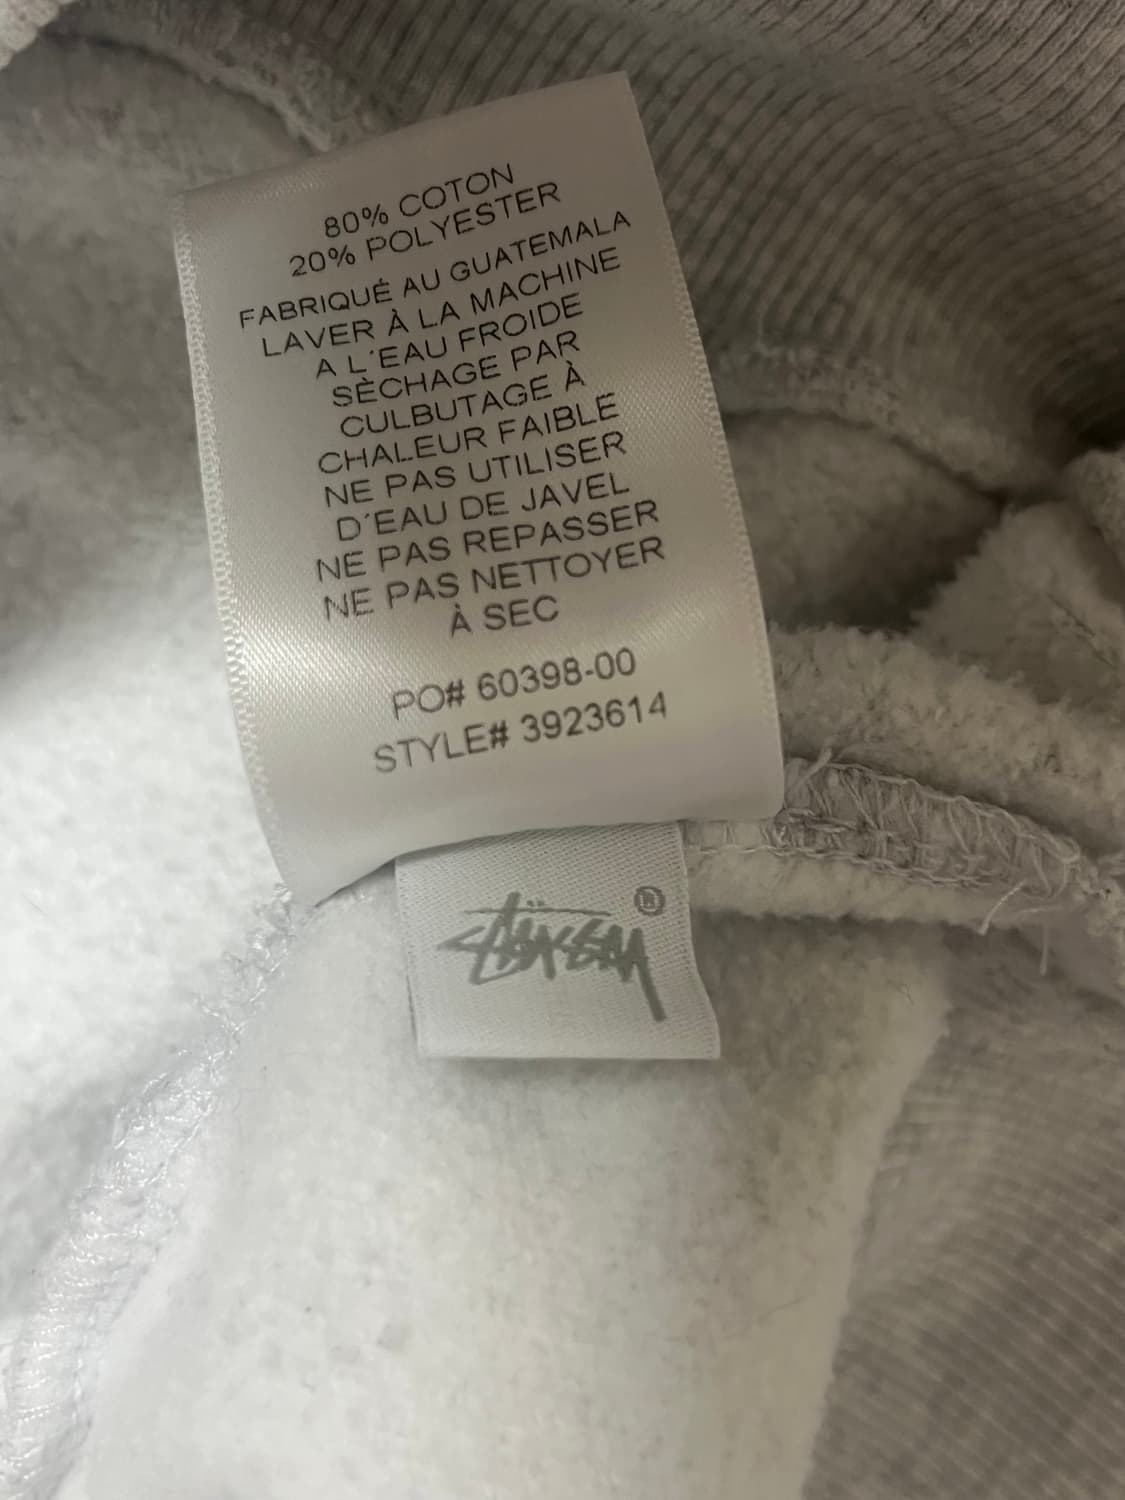 80% COTON
20% POLYESTER
FABRIQUÉ AU GUATEMALA
LAVER À LA MACHINE
A L'EAU FROIDE
SÈCHAGE PAR
CULBUTAGE À
CHALEUR FAIBLE
NE PAS UTILISER
D'EAU DE JAVEL
NE PAS REPASSER
NE PAS NETTOYER
À SEC
PO# 60398-00
STYLE# 3923614
Stüssy ®